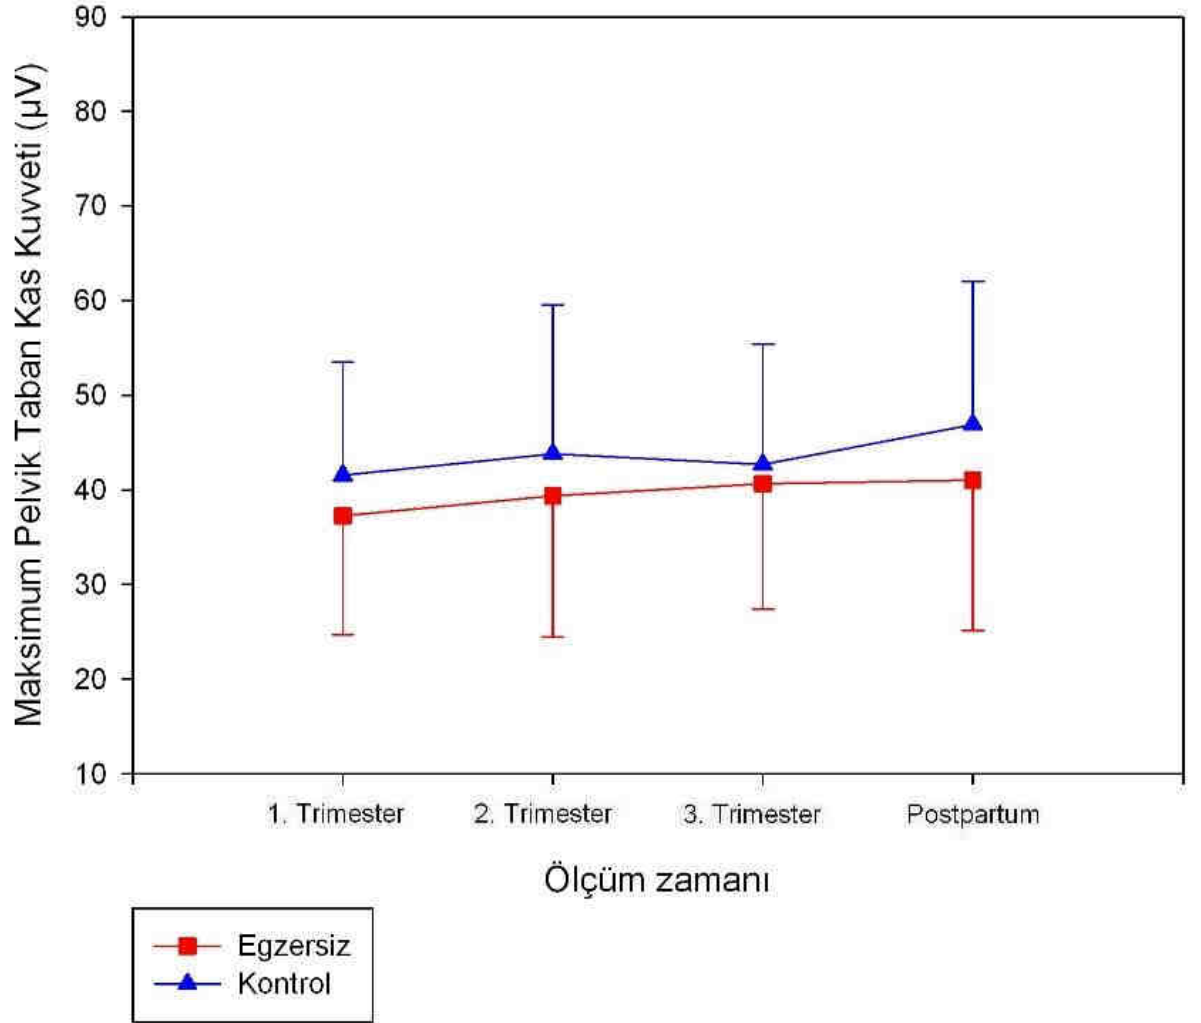 Maksimum Pelvik Taban Kas Kuvveti (µV)
90
80
70
60
50
40
30
20
10
1. Trimester 2. Trimester 3. Trimester Postpartum
Ölçüm zamanı
Egzersiz
Kontrol